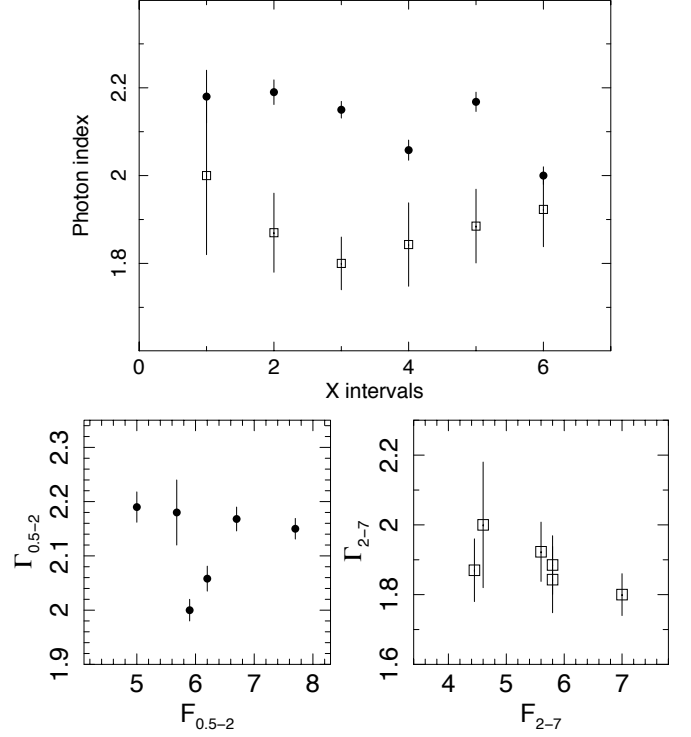 2.2
2
1.8
Photon index
0 2 4 6
X intervals
2.3
2.2
2.1
2
1.9
Γ0.5−2
5 6 7 8
F0.5−2
2.2
2
1.8
1.6
Γ2−7
4 5 6 7
F2−7